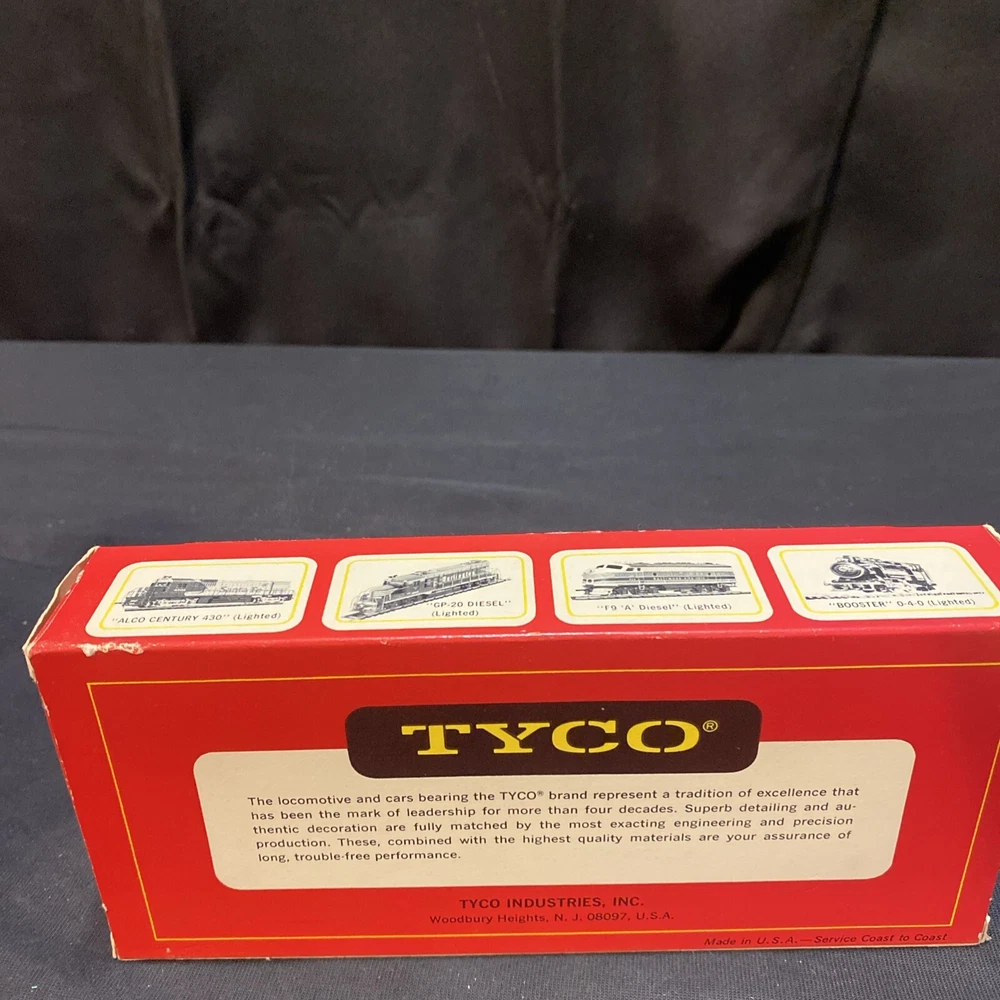 Santa Fe
"ALCO CENTURY 430" (Lighted)
"GP-20 DIESEL"
(Lighted)
"F9 'A' Diesel" (Lighted)
"BOOSTER" 0-4-0 (Lighted)
TYCO®
The locomotive and cars bearing the TYCO® brand represent a tradition of excellence that
has been the mark of leadership for more than four decades. Superb detailing and au-
thentic decoration are fully matched by the most exacting engineering and precision
production. These, combined with the highest quality materials are your assurance of
long, trouble-free performance.
TYCO INDUSTRIES, INC.
Woodbury Heights, N. J. 08097, U.S.A.
Made in U.S.A.—Service Coast to Coast